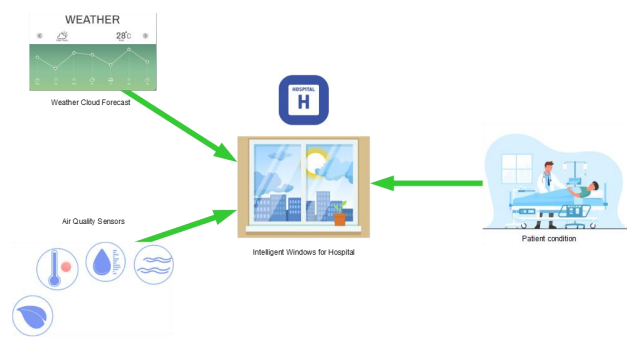 WEATHER
28°C
Weather Cloud Forecast
HOSPITAL
H
Air Quality Sensors
Intelligent Windows for Hospital
Patient condition